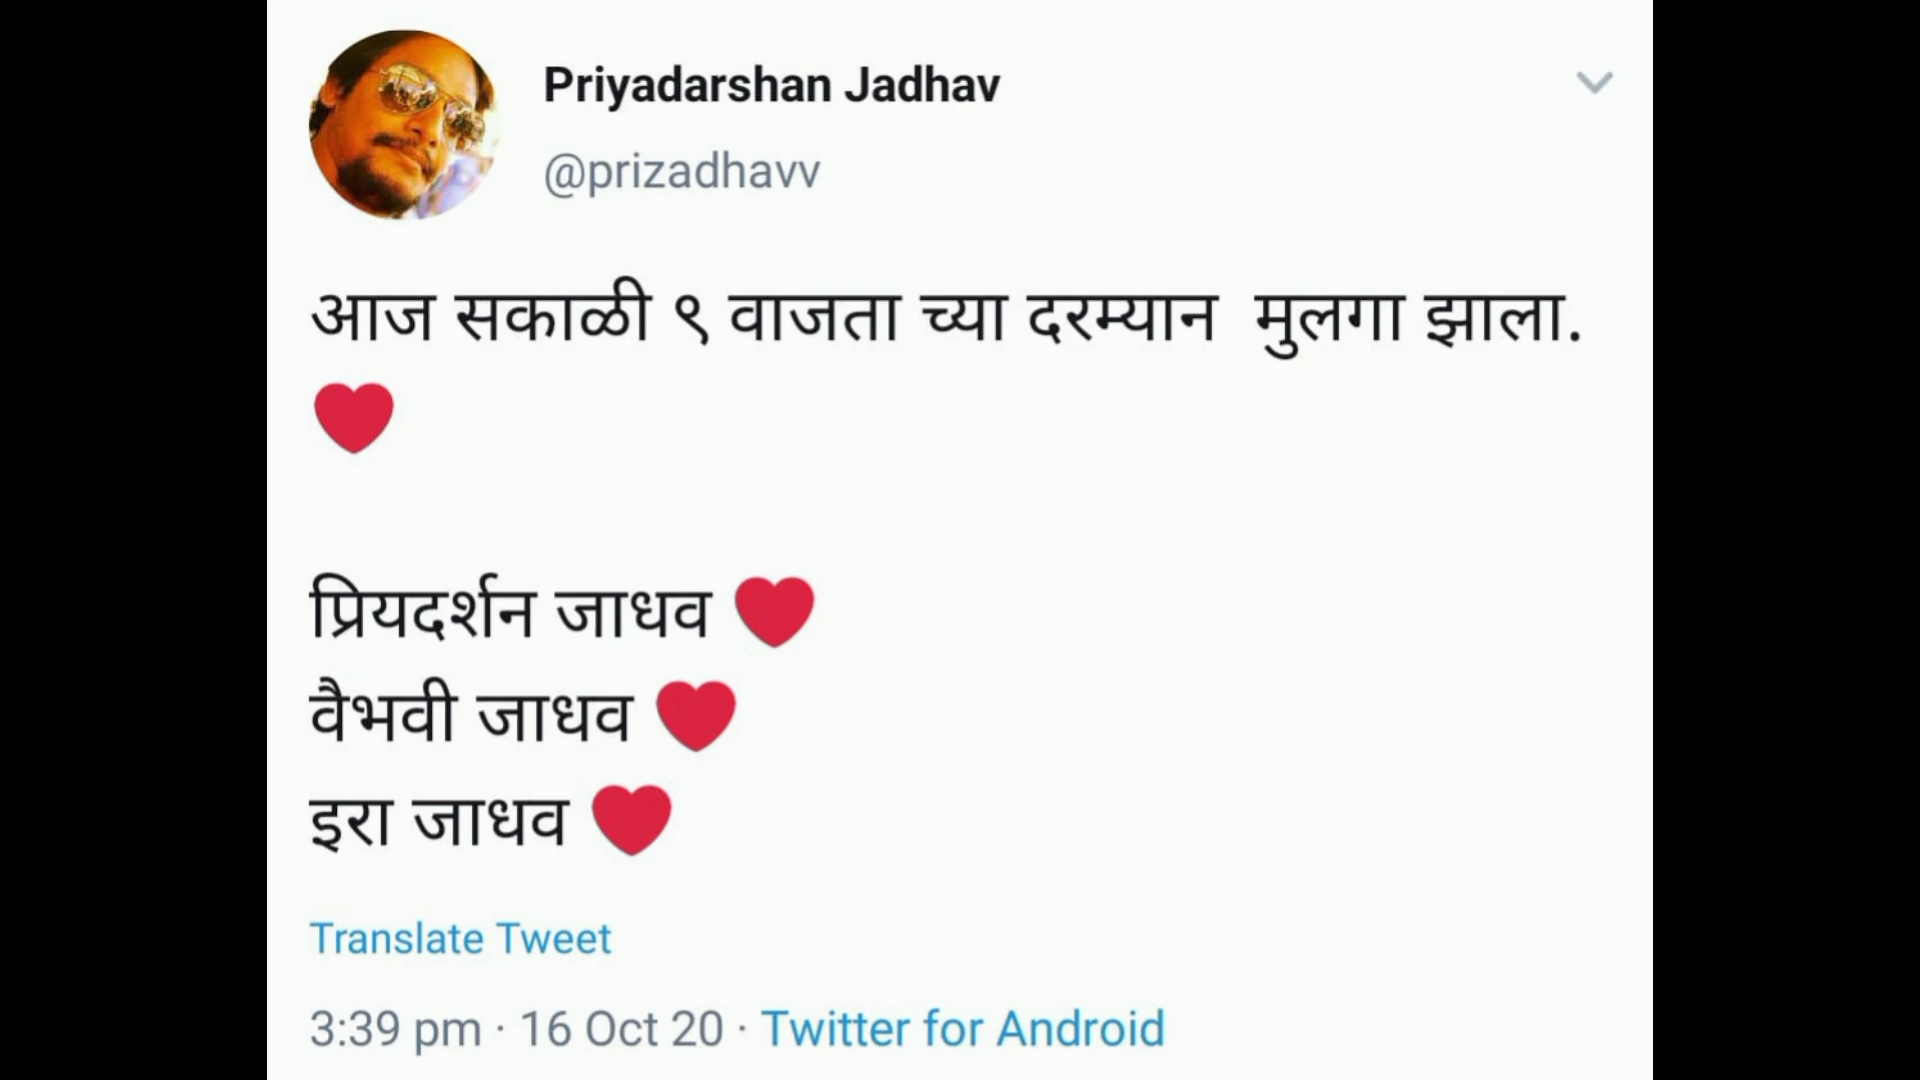 Priyadarshan Jadhav
@prizadhavv
आज सकाळी ९ वाजता च्या दरम्यान मुलगा झाला.
❤
प्रियदर्शन जाधव ❤
वैभवी जाधव ❤
इरा जाधव ❤
Translate Tweet
3:39 pm · 16 Oct 20 · Twitter for Android